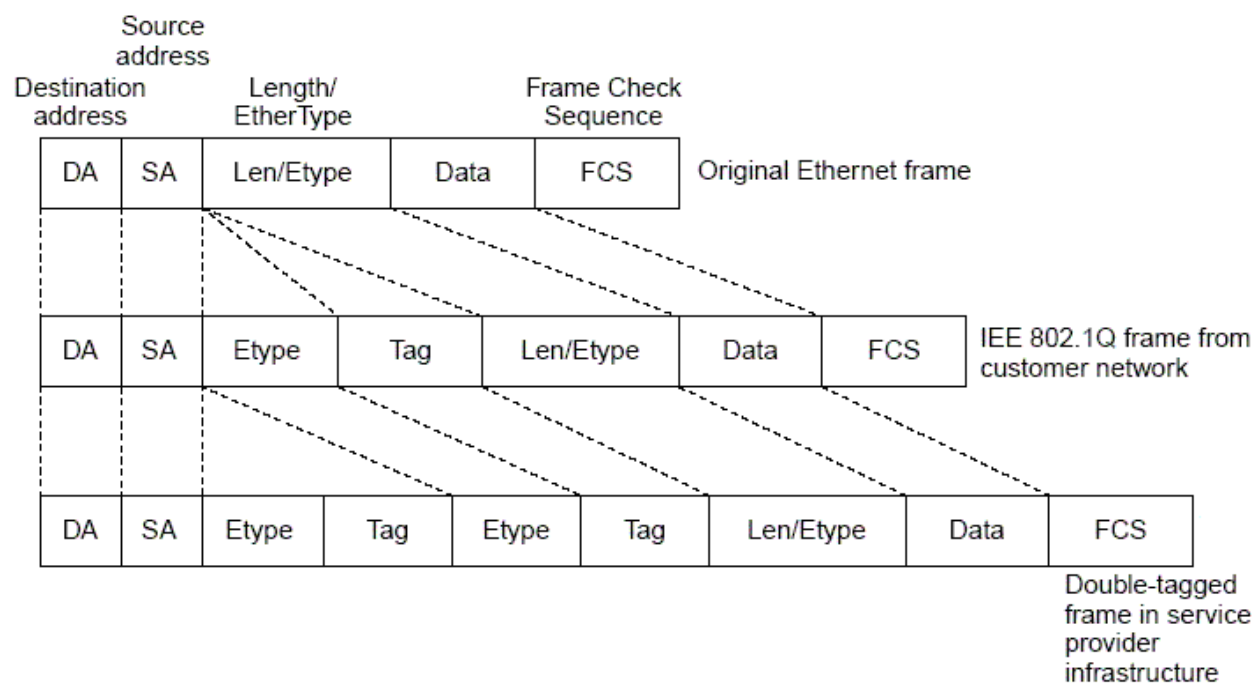 Source
address
Destination
address
Length/
EtherType
Frame Check
Sequence
DA SA Len/Etype Data FCS Original Ethernet frame
DA SA Etype Tag Len/Etype Data FCS
IEE 802.1Q frame from
customer network
DA SA Etype Tag Etype Tag Len/Etype Data FCS
Double-tagged
frame in service
provider
infrastructure